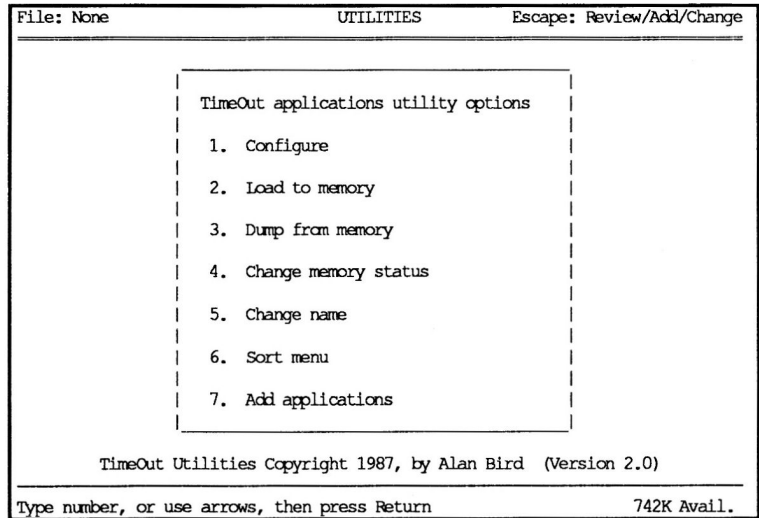 File: None UTILITIES Escape: Review/Add/Change
TimeOut applications utility options
1. Configure
2. Load to memory
3. Dump from memory
4. Change memory status
5. Change name
6. Sort menu
7. Add applications
TimeOut Utilities Copyright 1987, by Alan Bird (Version 2.0)
Type number, or use arrows, then press Return 742K Avail.